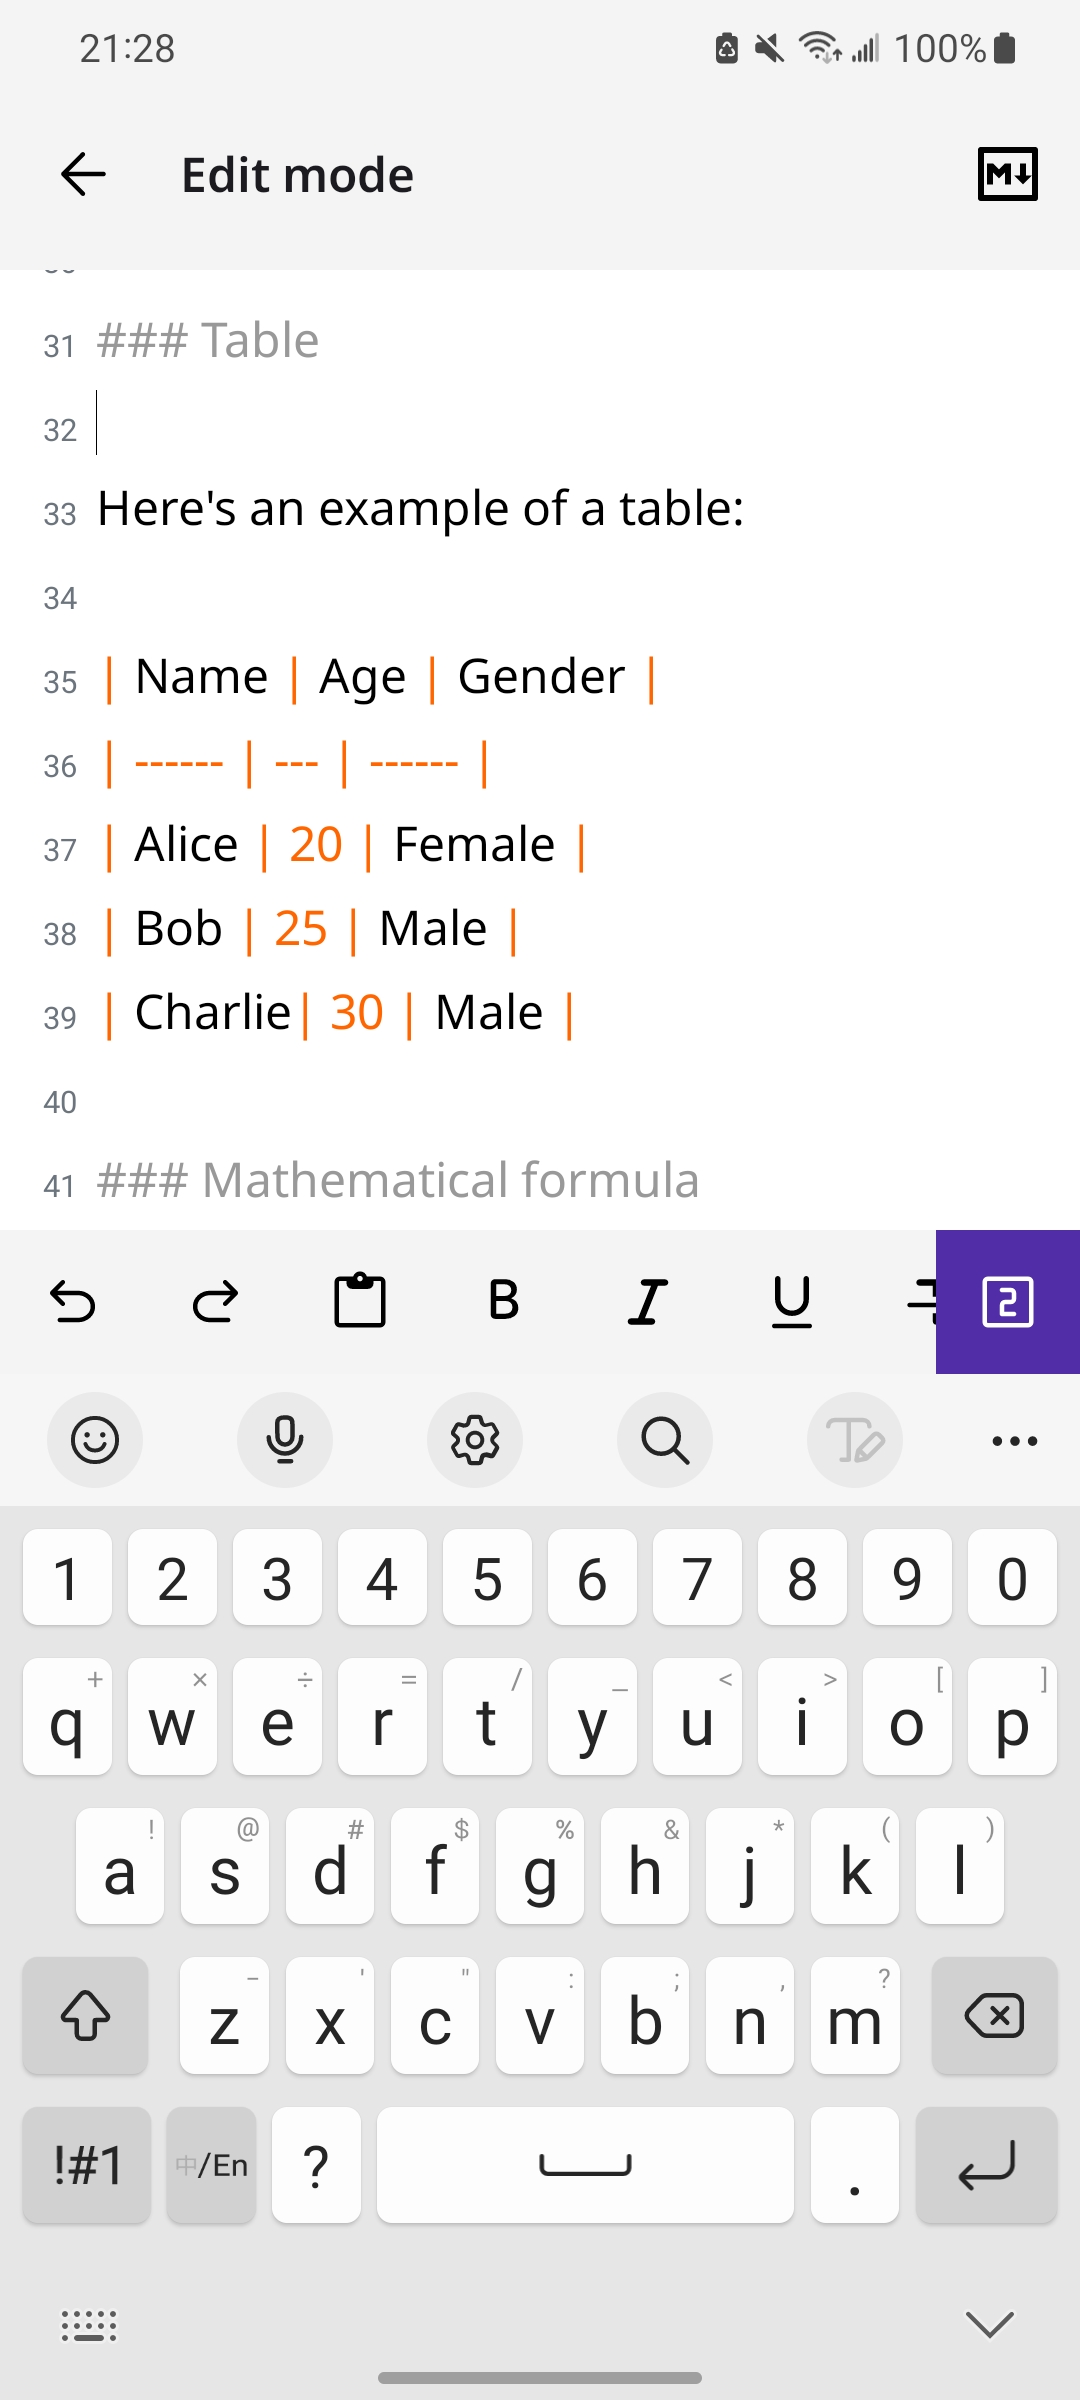 21:28
100%
Edit mode
M
31 ### Table
32
33 Here's an example of a table:
34
35 | Name | Age | Gender |
36 | ------ | --- | ------ |
37 | Alice | 20 | Female |
38 | Bob | 25 | Male |
39 | Charlie| 30 | Male |
40
41 ### Mathematical formula
B I U 2
1 2 3 4 5 6 7 8 9 0
+ × ÷ = / _ < > [ ]
q w e r t y u i o p
! @ # $ % & * ( )
a s d f g h j k l
- ' " : ; , ?
z x c v b n m
!#1 中/En ? .